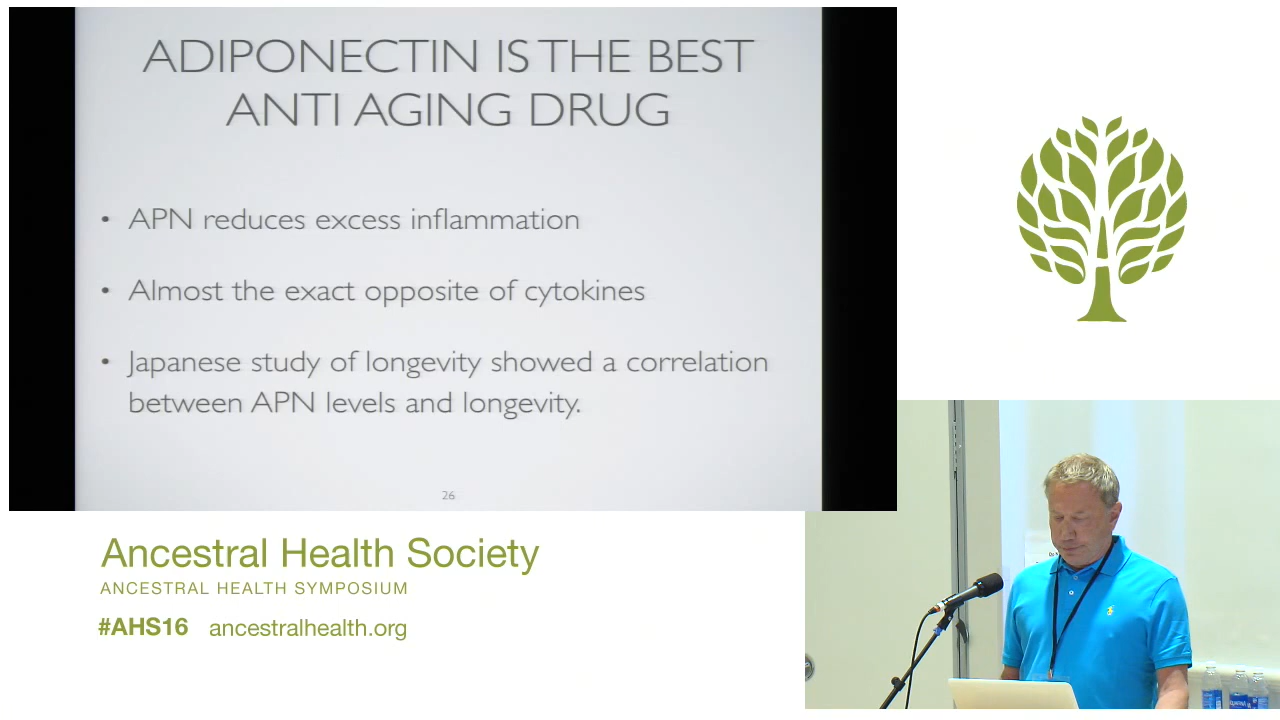 ADIPONECTIN IS THE BEST
ANTI AGING DRUG
• APN reduces excess inflammation
• Almost the exact opposite of cytokines
• Japanese study of longevity showed a correlation
between APN levels and longevity.
26
Ancestral Health Society
ANCESTRAL HEALTH SYMPOSIUM
#AHS16 ancestralhealth.org